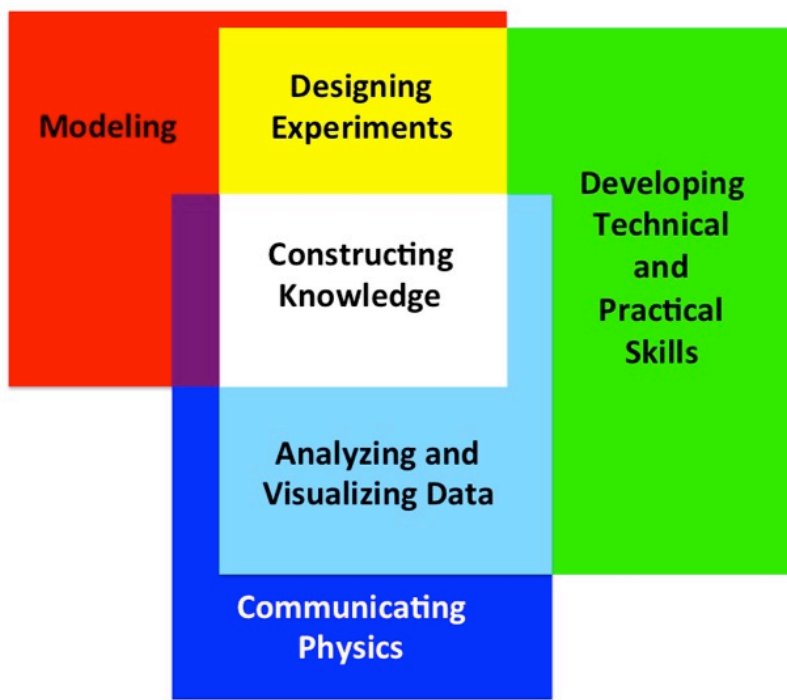 Modeling
Designing
Experiments
Developing
Technical
and
Practical
Skills
Constructing
Knowledge
Analyzing and
Visualizing Data
Communicating
Physics